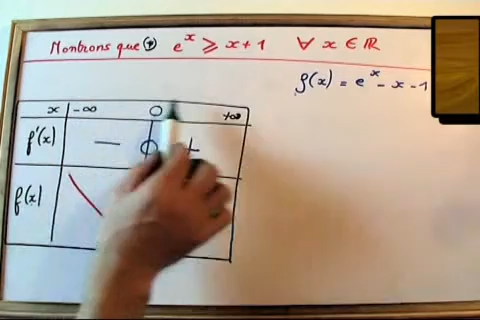 Montrons que (*) e^x ⩾ x + 1 ∀ x ∈ ℝ
f(x) = e^x - x - 1
x -∞ 0 +∞
f'(x) - 0 +
f(x)